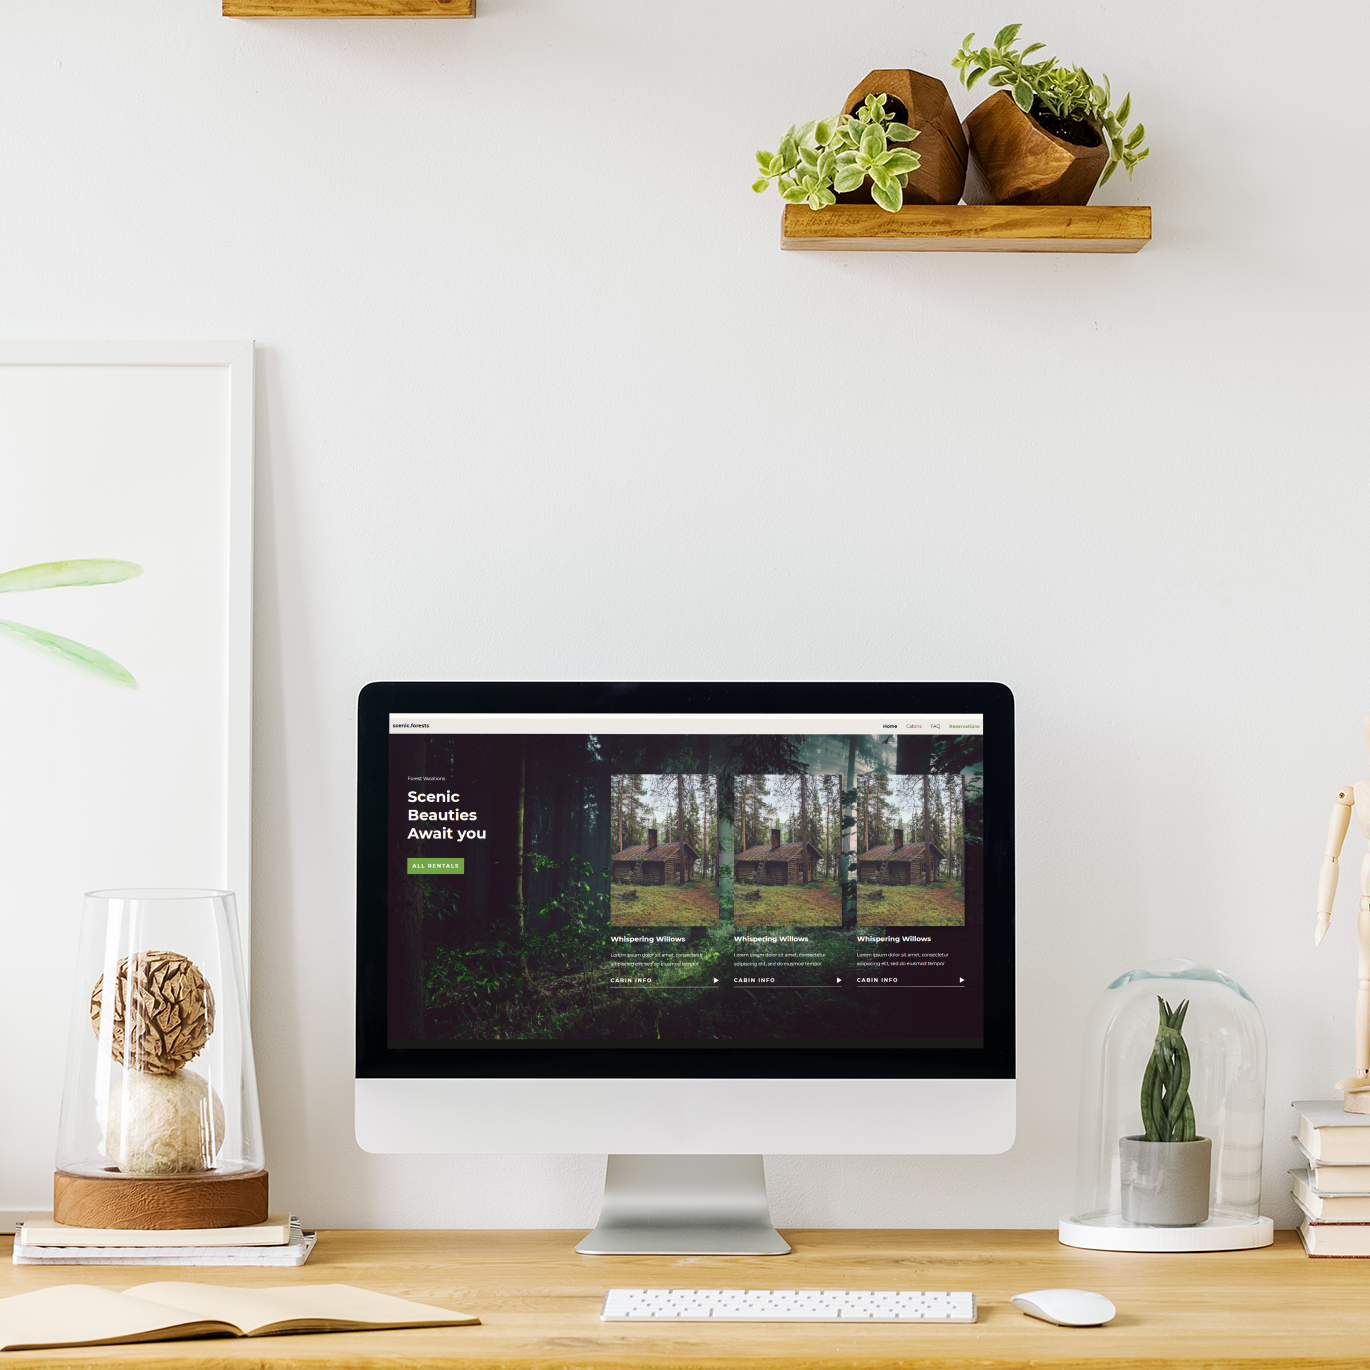 scenic.forests
Home Cabins FAQ Reservations
Forest Vacations
Scenic
Beauties
Await you
ALL RENTALS
Whispering Willows
Lorem ipsum dolor sit amet, consectetur
adipiscing elit, sed do eiusmod tempor
CABIN INFO
Whispering Willows
Lorem ipsum dolor sit amet, consectetur
adipiscing elit, sed do eiusmod tempor
CABIN INFO
Whispering Willows
Lorem ipsum dolor sit amet, consectetur
adipiscing elit, sed do eiusmod tempor
CABIN INFO